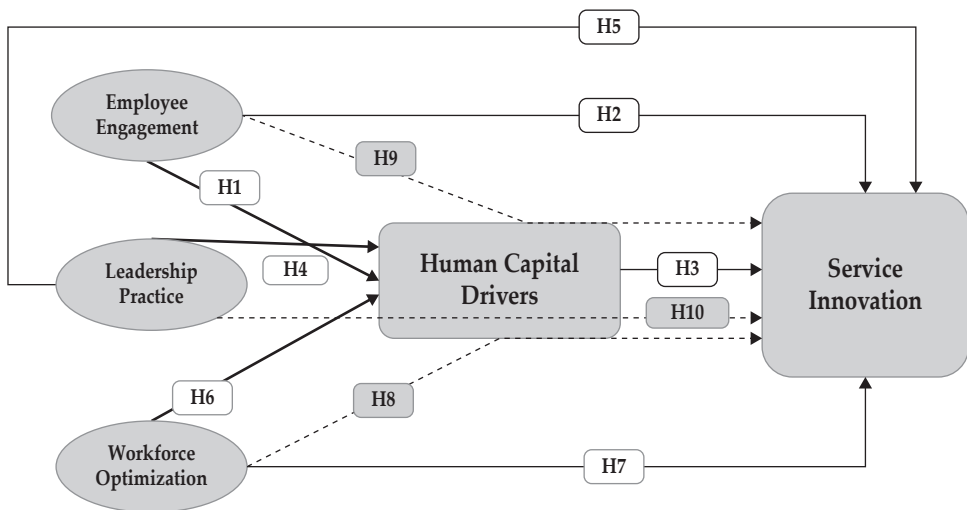 H5
Employee
Engagement
H2
H9
H1
Human Capital
Drivers
H3
Service
Innovation
Leadership
Practice
H4
H10
H6
H8
Workforce
Optimization
H7